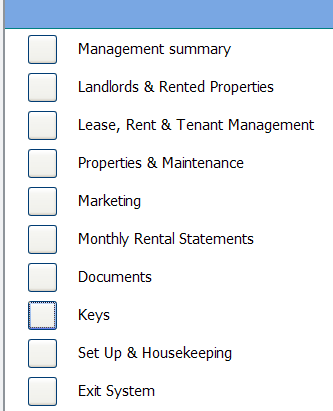 Management summary
Landlords & Rented Properties
Lease, Rent & Tenant Management
Properties & Maintenance
Marketing
Monthly Rental Statements
Documents
Keys
Set Up & Housekeeping
Exit System